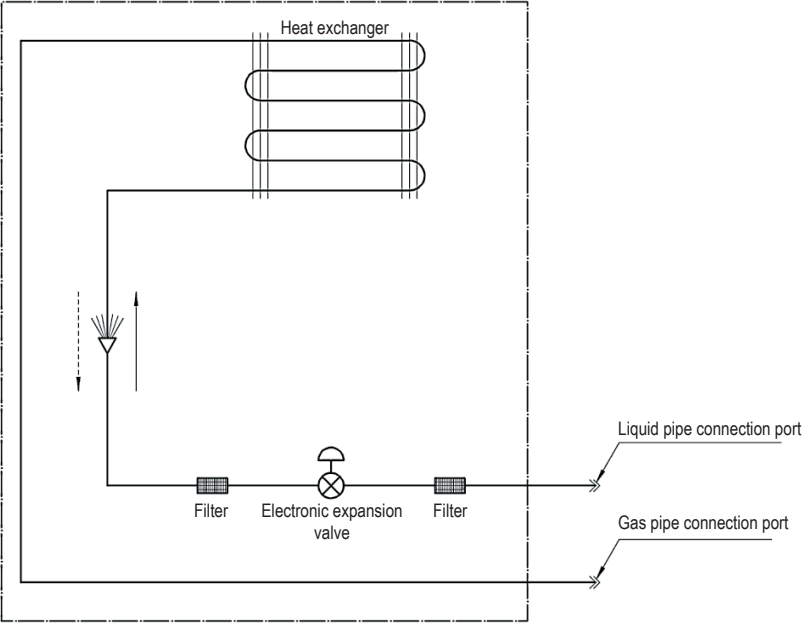 Heat exchanger
Liquid pipe connection port
Filter
Electronic expansion
valve
Filter
Gas pipe connection port